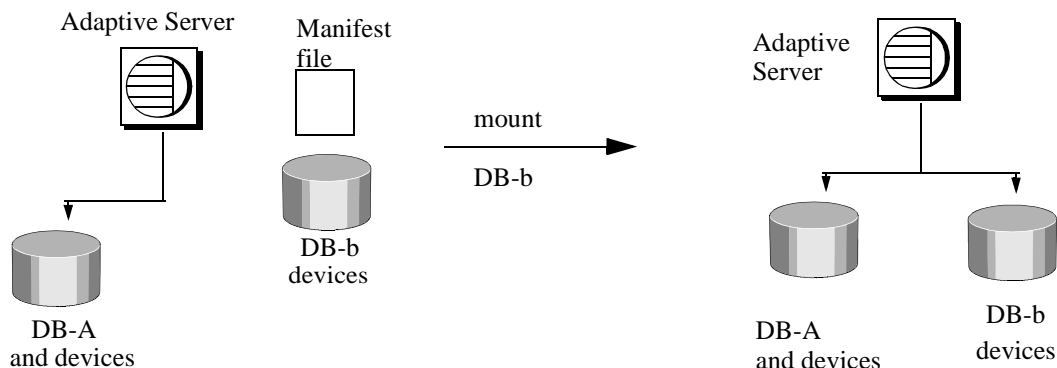 Adaptive Server
Manifest
file
DB-b
devices
DB-A
and devices
mount
DB-b
Adaptive
Server
DB-A
and devices
DB-b
devices